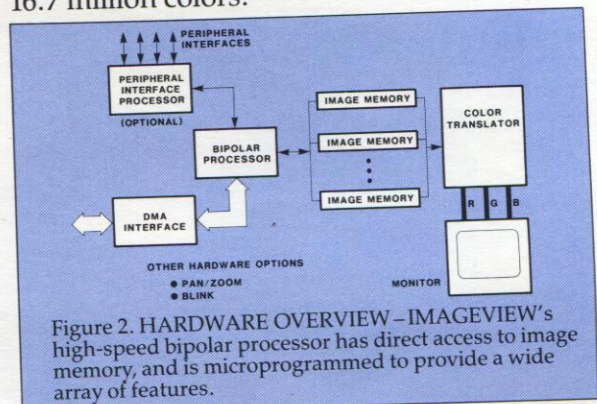 16.7 million colors.
PERIPHERAL
INTERFACES
PERIPHERAL
INTERFACE
PROCESSOR
(OPTIONAL)
BIPOLAR
PROCESSOR
DMA
INTERFACE
IMAGE MEMORY
IMAGE MEMORY
IMAGE MEMORY
COLOR
TRANSLATOR
R G B
MONITOR
OTHER HARDWARE OPTIONS
● PAN/ZOOM
● BLINK
Figure 2. HARDWARE OVERVIEW – IMAGEVIEW's
high-speed bipolar processor has direct access to image
memory, and is microprogrammed to provide a wide
array of features.